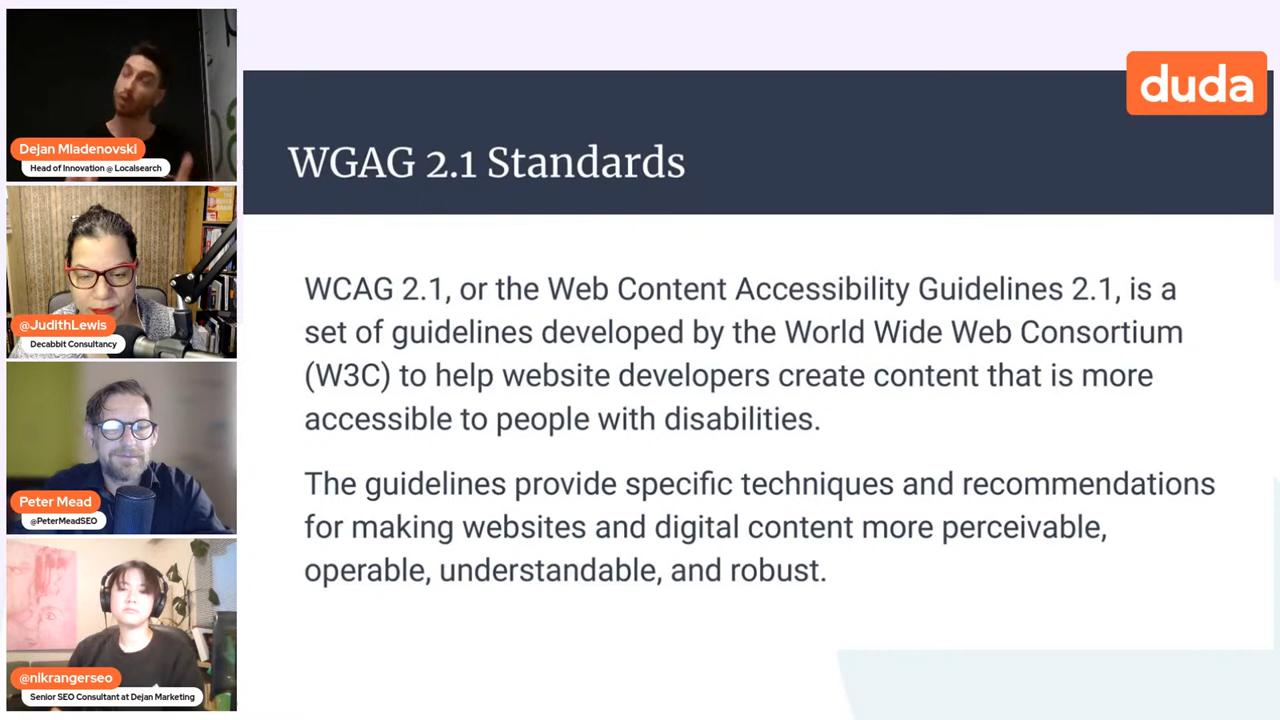 Dejan Mladenovski
Head of Innovation @ Localsearch
@JudithLewis
Decabbit Consultancy
Peter Mead
@PeterMeadSEO
@nikrangerseo
Senior SEO Consultant at Dejan Marketing
duda
WGAG 2.1 Standards
WCAG 2.1, or the Web Content Accessibility Guidelines 2.1, is a
set of guidelines developed by the World Wide Web Consortium
(W3C) to help website developers create content that is more
accessible to people with disabilities.
The guidelines provide specific techniques and recommendations
for making websites and digital content more perceivable,
operable, understandable, and robust.